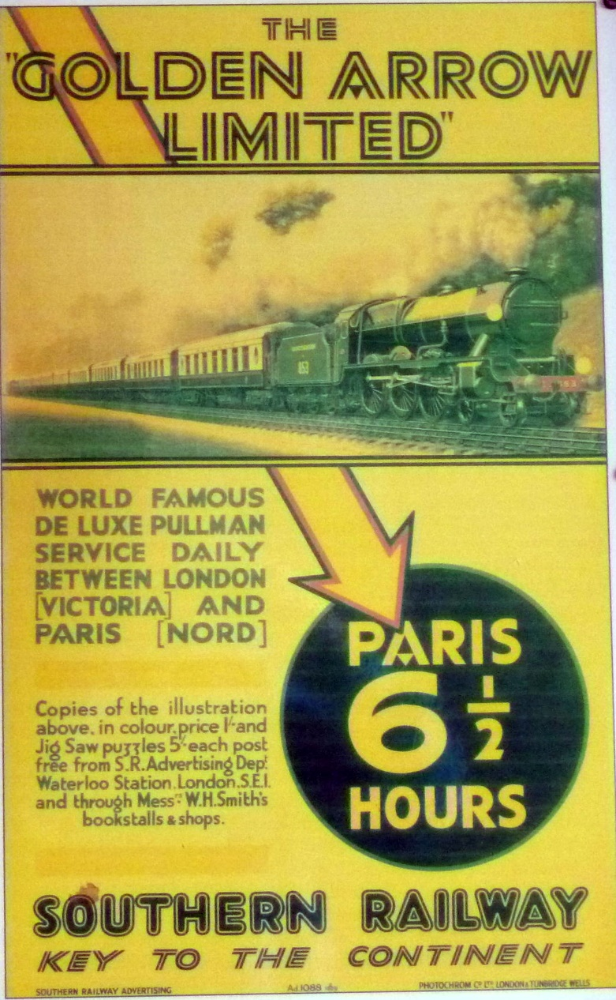 THE
"GOLDEN ARROW
LIMITED"
853
WORLD FAMOUS
DE LUXE PULLMAN
SERVICE DAILY
BETWEEN LONDON
[VICTORIA] AND
PARIS [NORD]
PARIS
6 1/2
HOURS
Copies of the illustration
above, in colour, price 1/- and
Jig Saw puzzles 5/- each post
free from S.R. Advertising Dept.
Waterloo Station. London. S.E.1.
and through Messrs. W.H. Smith's
bookstalls & shops.
SOUTHERN RAILWAY
KEY TO THE CONTINENT
SOUTHERN RAILWAY ADVERTISING
Ad. 1088
PHOTOCHROM CO. LTD. LONDON & TUNBRIDGE WELLS